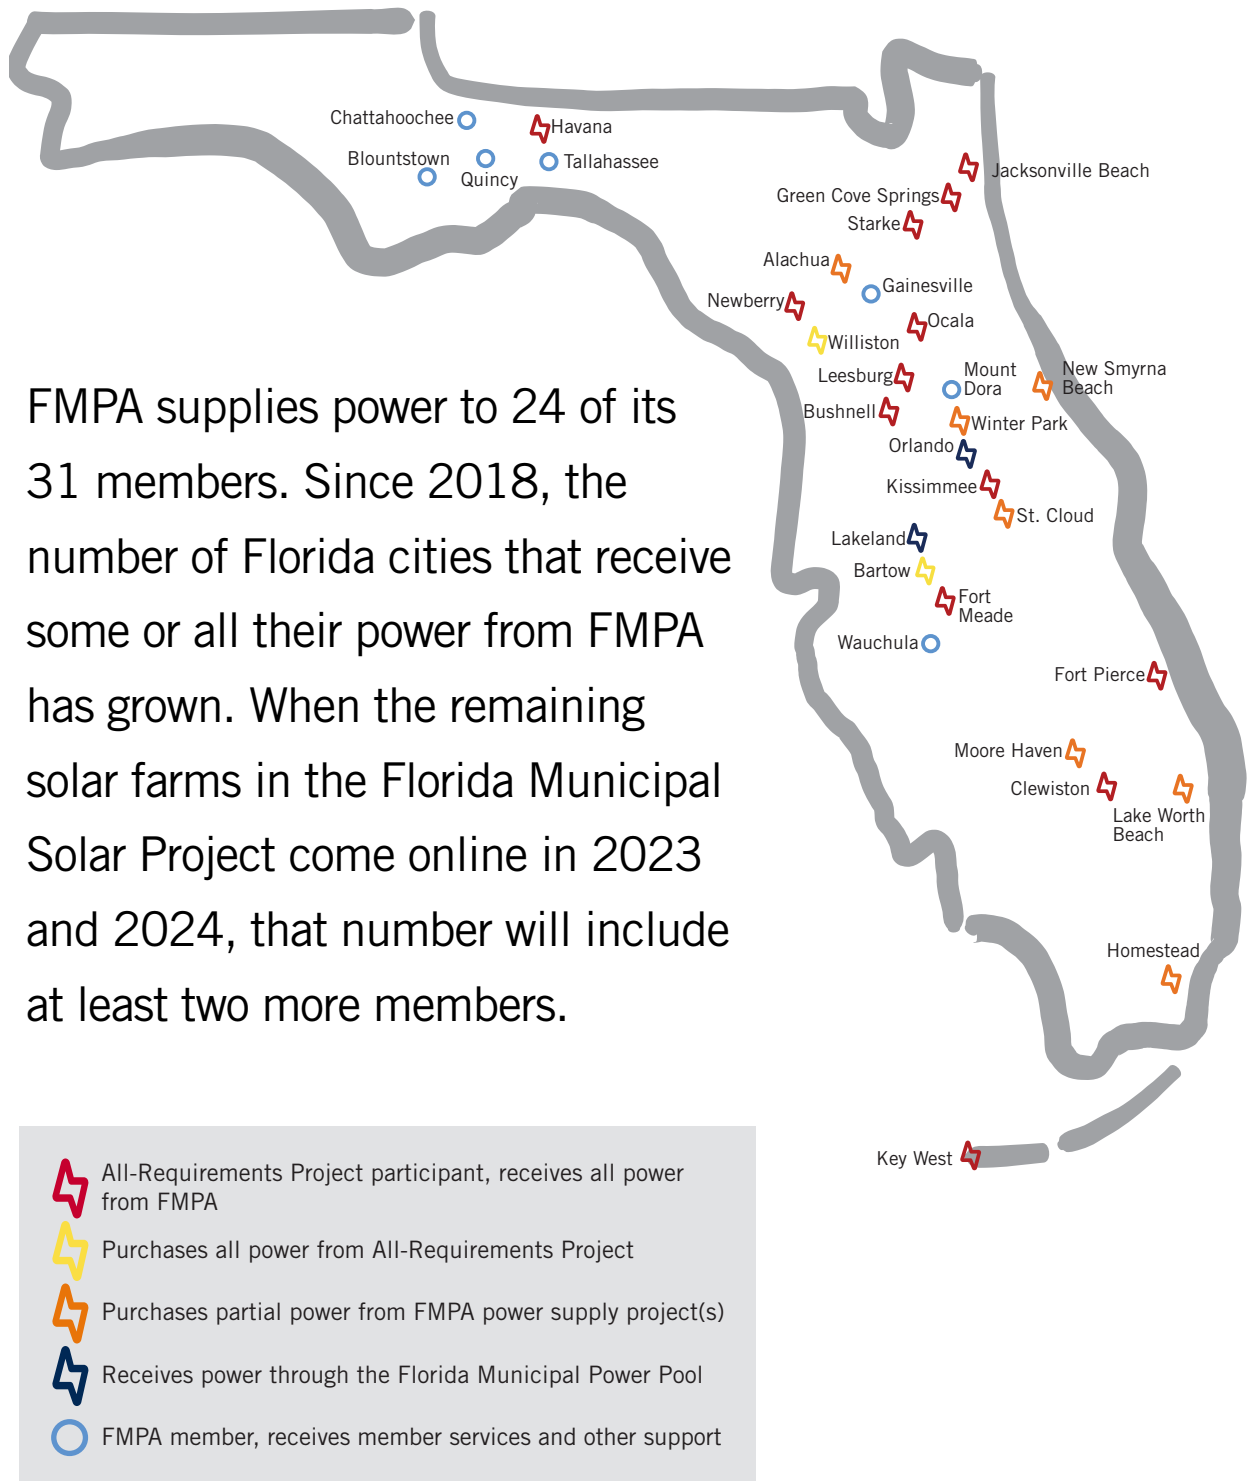 Chattahoochee
Havana
Blountstown
Tallahassee
Quincy
Jacksonville Beach
Green Cove Springs
Starke
Alachua
Gainesville
Newberry
Ocala
Williston
Mount
Dora
New Smyrna
Beach
Leesburg
Bushnell
Winter Park
Orlando
Kissimmee
St. Cloud
Lakeland
Bartow
Fort
Meade
Wauchula
Fort Pierce
Moore Haven
Clewiston
Lake Worth
Beach
Homestead
Key West
FMPA supplies power to 24 of its
31 members. Since 2018, the
number of Florida cities that receive
some or all their power from FMPA
has grown. When the remaining
solar farms in the Florida Municipal
Solar Project come online in 2023
and 2024, that number will include
at least two more members.
All-Requirements Project participant, receives all power
from FMPA
Purchases all power from All-Requirements Project
Purchases partial power from FMPA power supply project(s)
Receives power through the Florida Municipal Power Pool
FMPA member, receives member services and other support